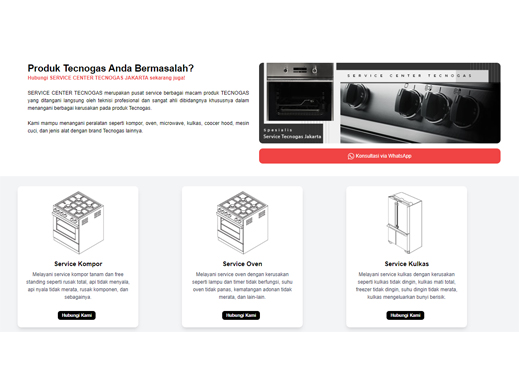 Produk Tecnogas Anda Bermasalah?
Hubungi SERVICE CENTER TECNOGAS JAKARTA sekarang juga!
SERVICE CENTER TECNOGAS merupakan pusat service berbagai macam produk TECNOGAS
yang ditangani langsung oleh teknisi profesional dan sangat ahli dibidangnya khususnya dalam
menangani berbagai kerusakan pada produk Tecnogas.
Kami mampu menangani peralatan seperti kompor, oven, microwave, kulkas, coocer hood, mesin
cuci, dan jenis alat dengan brand Tecnogas lainnya.
SERVICE CENTER TECNOGAS
Spesialis
Service Tecnogas Jakarta
Konsultasi via WhatsApp
Service Kompor
Melayani service kompor tanam dan free
standing seperti rusak total, api tidak menyala,
api nyala tidak merata, rusak komponen, dan
sebagainya.
Hubungi Kami
Service Oven
Melayani service oven dengan kerusakan
seperti lampu dan timer tidak berfungsi, suhu
oven tidak panas, kematangan adonan tidak
merata, dan lain-lain.
Hubungi Kami
Service Kulkas
Melayani service kulkas dengan kerusakan
seperti kulkas tidak dingin, kulkas mati total,
freezer tidak dingin, suhu dingin tidak merata,
kulkas mengeluarkan bunyi berisik.
Hubungi Kami